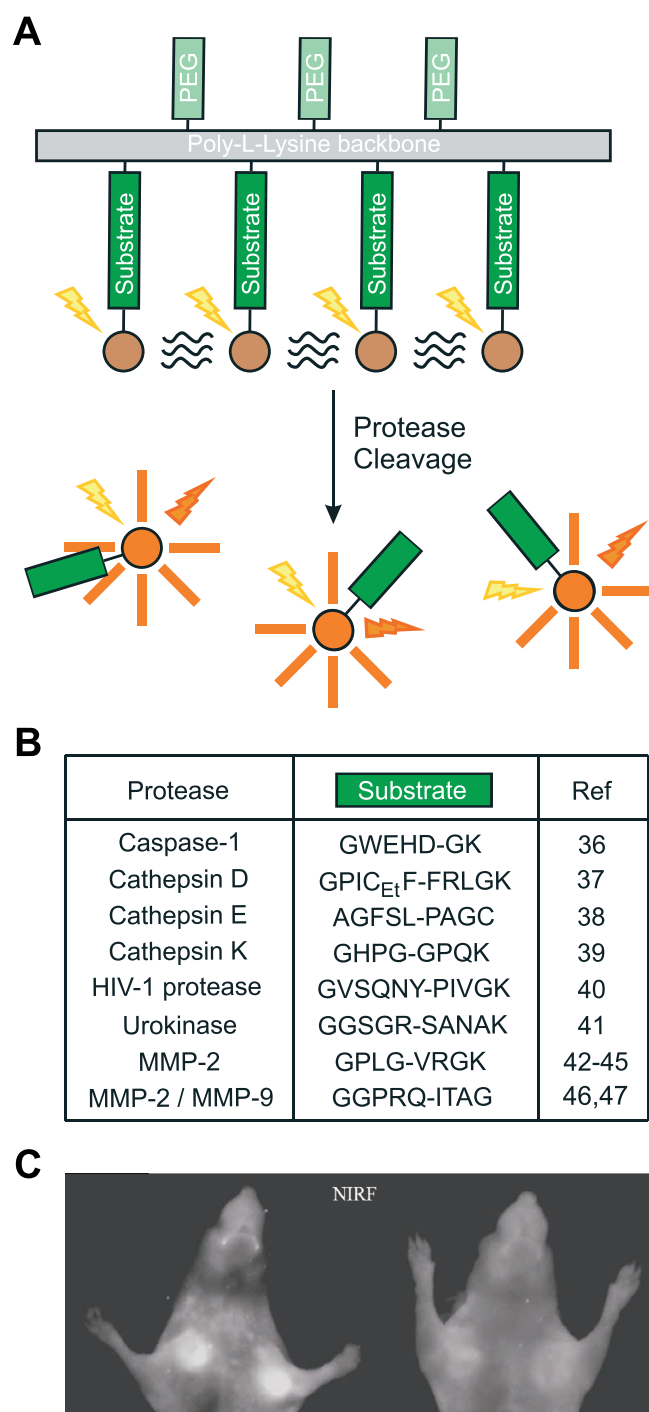 A
PEG
PEG
PEG
Poly-L-Lysine backbone
Substrate
Substrate
Substrate
Substrate
Protease
Cleavage
B
Protease Substrate Ref
Caspase-1 GWEHD-GK 36
Cathepsin D GPIC_EtF-FRLGK 37
Cathepsin E AGFSL-PAGC 38
Cathepsin K GHPG-GPQK 39
HIV-1 protease GVSQNY-PIVGK 40
Urokinase GGSGR-SANAK 41
MMP-2 GPLG-VRGK 42-45
MMP-2 / MMP-9 GGPRQ-ITAG 46,47
C
NIRF